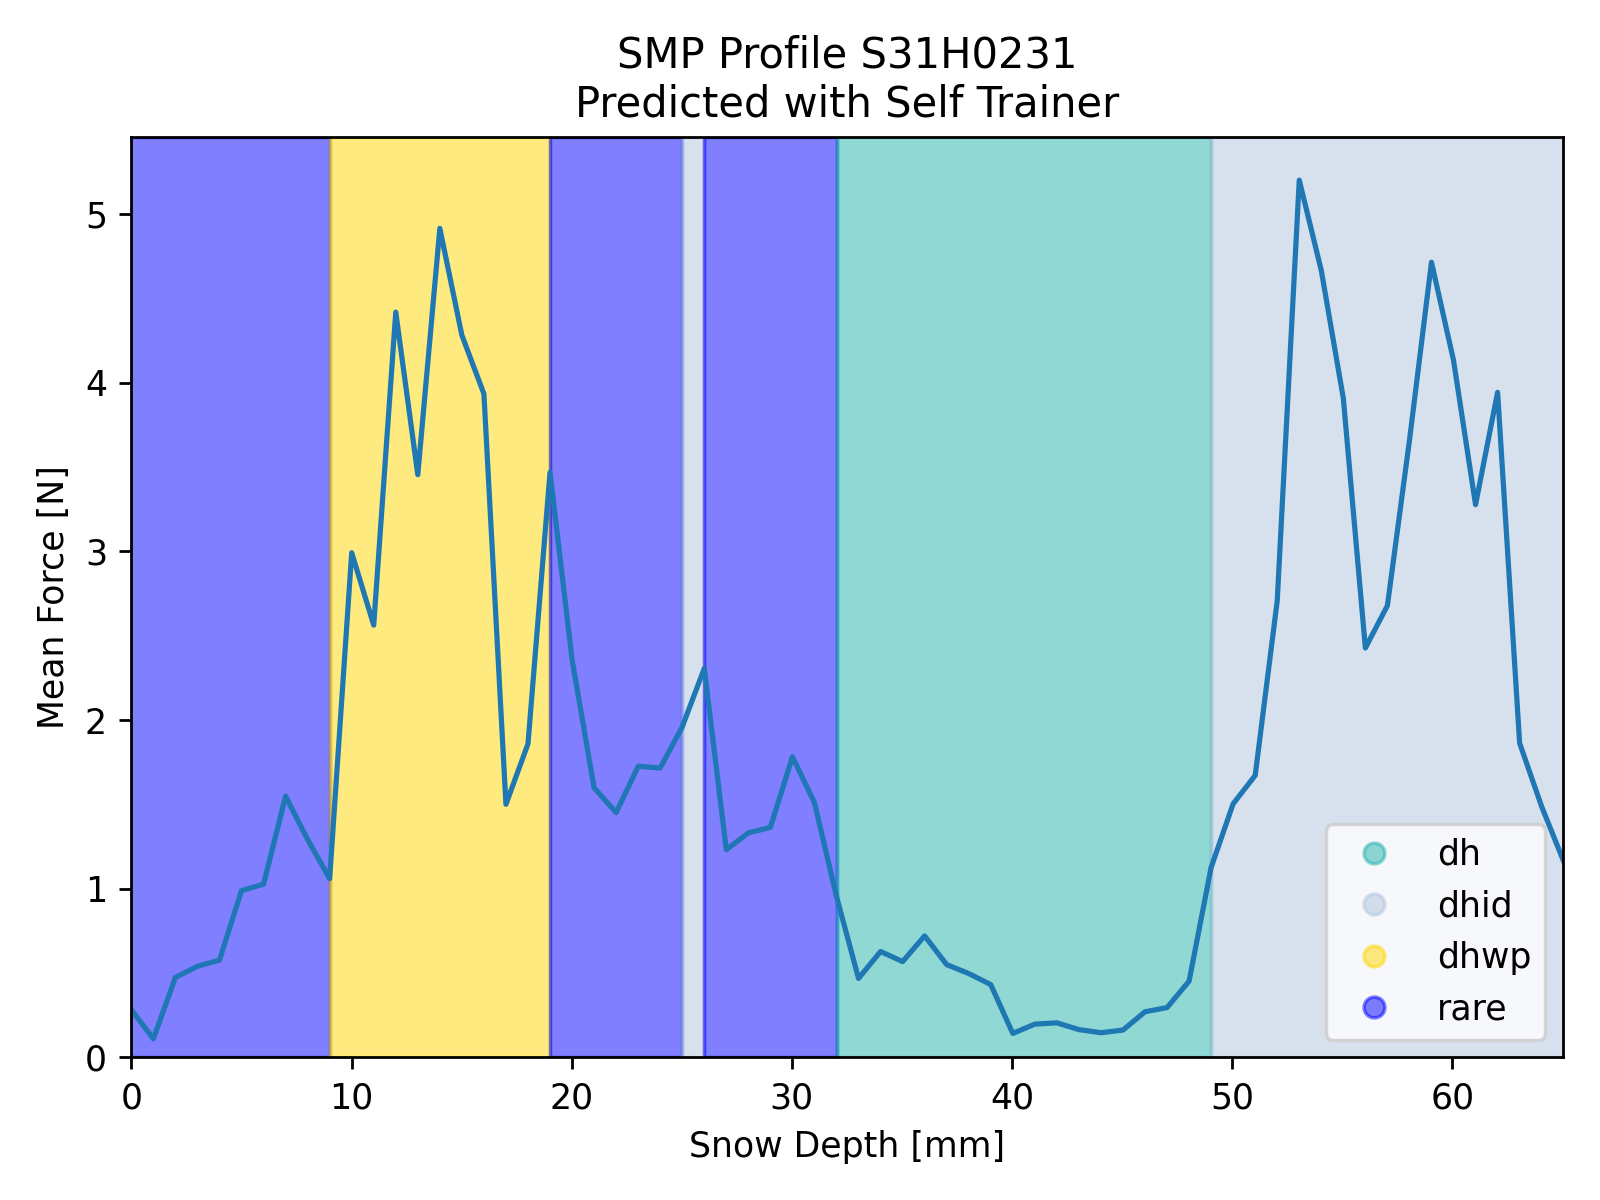 SMP Profile S31H0231
Predicted with Self Trainer
Mean Force [N]
5
4
3
2
1
0
0 10 20 30 40 50 60
Snow Depth [mm]
dh
dhid
dhwp
rare